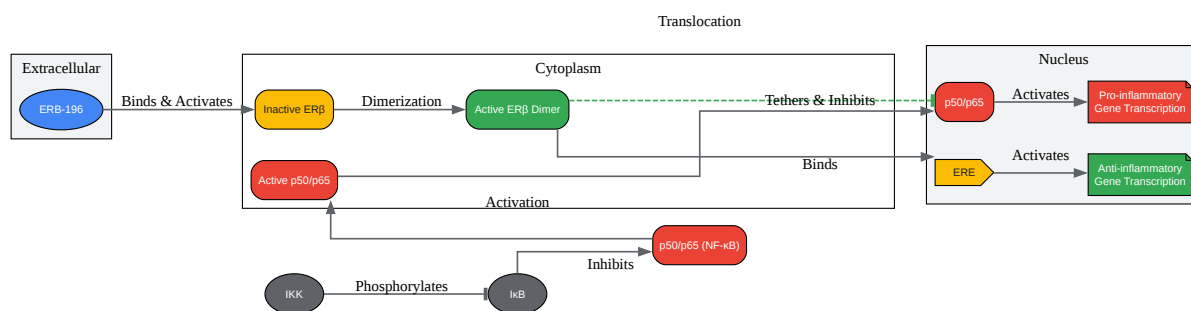 Translocation
Extracellular
Cytoplasm
Nucleus
ERB-196
Binds & Activates
Inactive ERβ
Dimerization
Active ERβ Dimer
Tethers & Inhibits
p50/p65
Activates
Pro-inflammatory
Gene Transcription
Active p50/p65
Binds
ERE
Activates
Anti-inflammatory
Gene Transcription
Activation
p50/p65 (NF-κB)
Inhibits
IKK
Phosphorylates
IκB